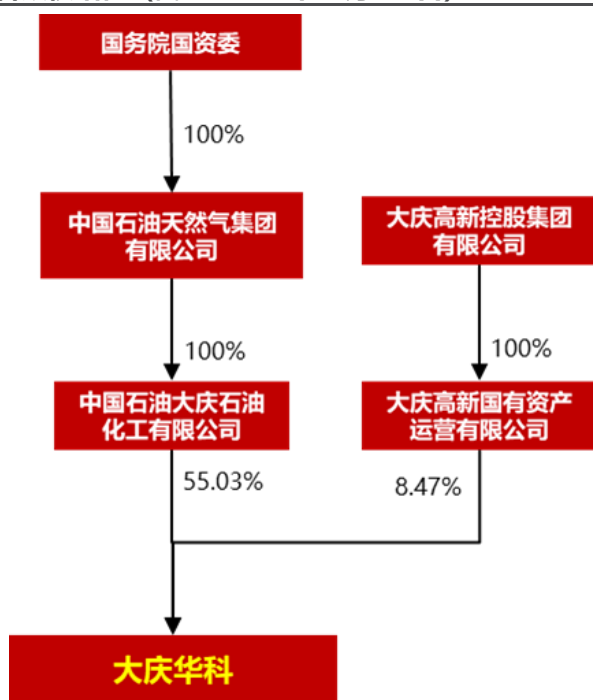 国务院国资委
100%
中国石油天然气集团
有限公司
大庆高新控股集团
有限公司
100%
100%
中国石油大庆石油
化工有限公司
大庆高新国有资产
运营有限公司
55.03%
8.47%
大庆华科